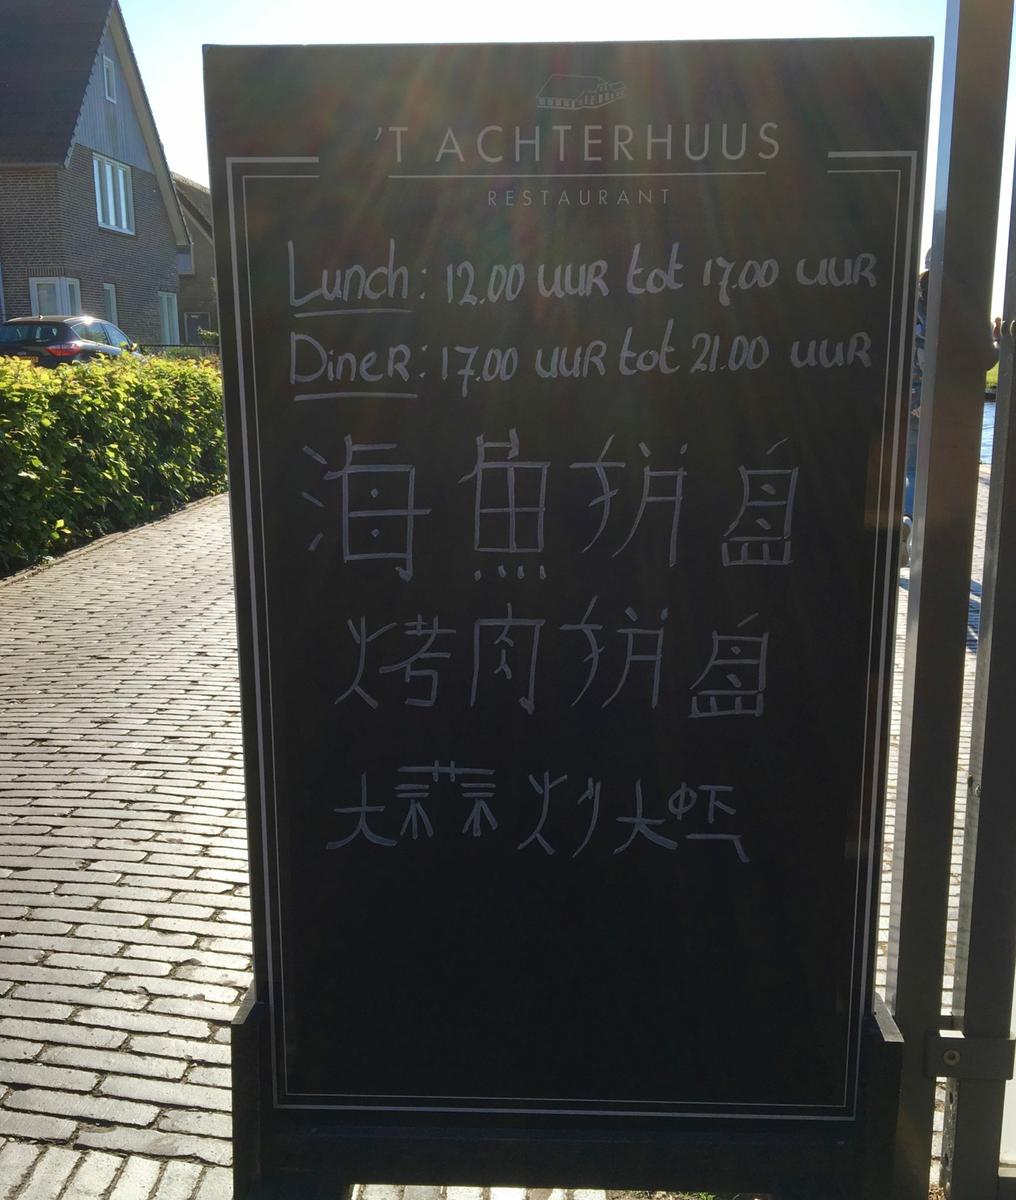 'T ACHTERHUUS
RESTAURANT
Lunch: 12.00 UUR tot 17.00 UUR
DineR: 17.00 UUR tot 21.00 UUR
海魚拼盘
烤肉拼盘
大蒜炒大虾